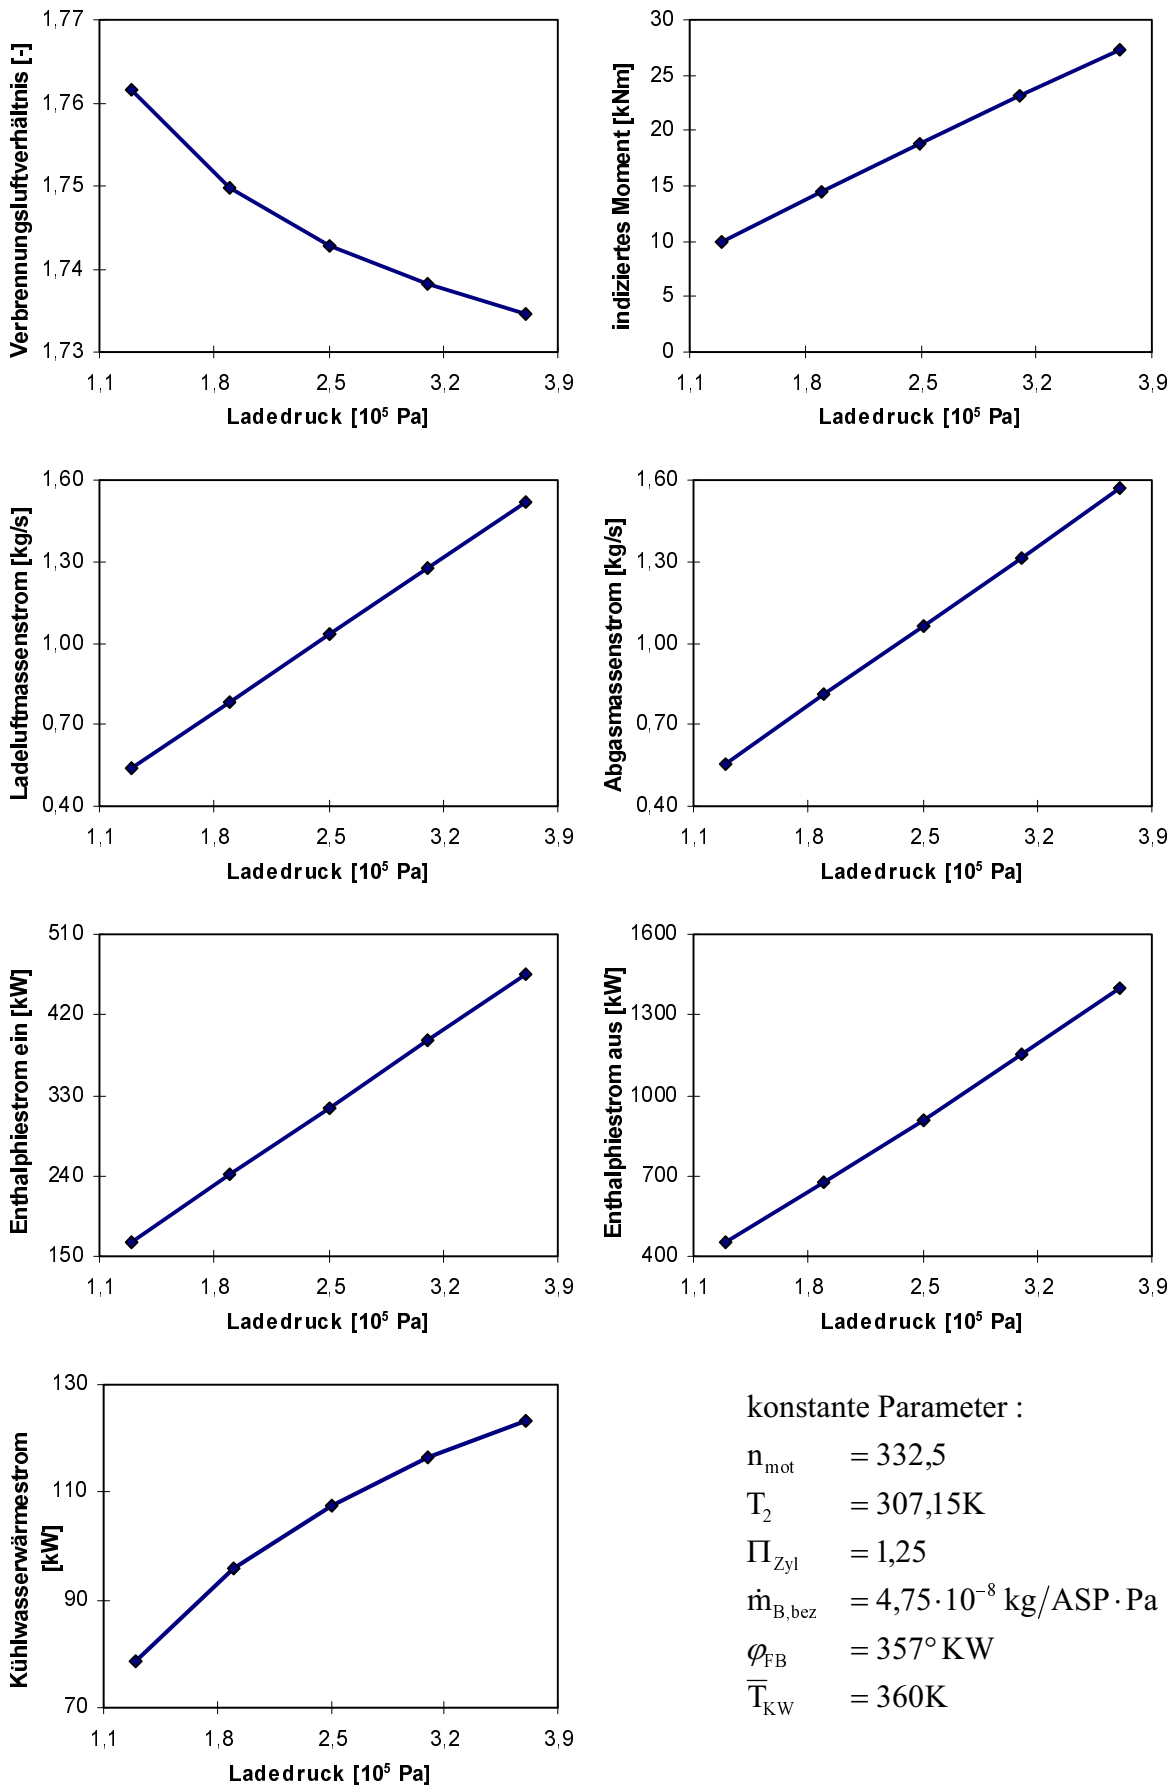 Verbrennungsluftverhältnis [-]
1,77
1,76
1,75
1,74
1,73
1,1 1,8 2,5 3,2 3,9
Ladedruck [10⁵ Pa]
indiziertes Moment [kNm]
30
25
20
15
10
5
0
1,1 1,8 2,5 3,2 3,9
Ladedruck [10⁵ Pa]
Ladeluftmassenstrom [kg/s]
1,60
1,30
1,00
0,70
0,40
1,1 1,8 2,5 3,2 3,9
Ladedruck [10⁵ Pa]
Abgasmassenstrom [kg/s]
1,60
1,30
1,00
0,70
0,40
1,1 1,8 2,5 3,2 3,9
Ladedruck [10⁵ Pa]
Enthalphiestrom ein [kW]
510
420
330
240
150
1,1 1,8 2,5 3,2 3,9
Ladedruck [10⁵ Pa]
Enthalphiestrom aus [kW]
1600
1300
1000
700
400
1,1 1,8 2,5 3,2 3,9
Ladedruck [10⁵ Pa]
Kühlwasserwärmestrom
[kW]
130
110
90
70
1,1 1,8 2,5 3,2 3,9
Ladedruck [10⁵ Pa]
konstante Parameter :
n_mot = 332,5
T₂ = 307,15K
Π_Zyl = 1,25
ṁ_B,bez = 4,75·10⁻⁸ kg/ASP·Pa
φ_FB = 357° KW
T̅_KW = 360K